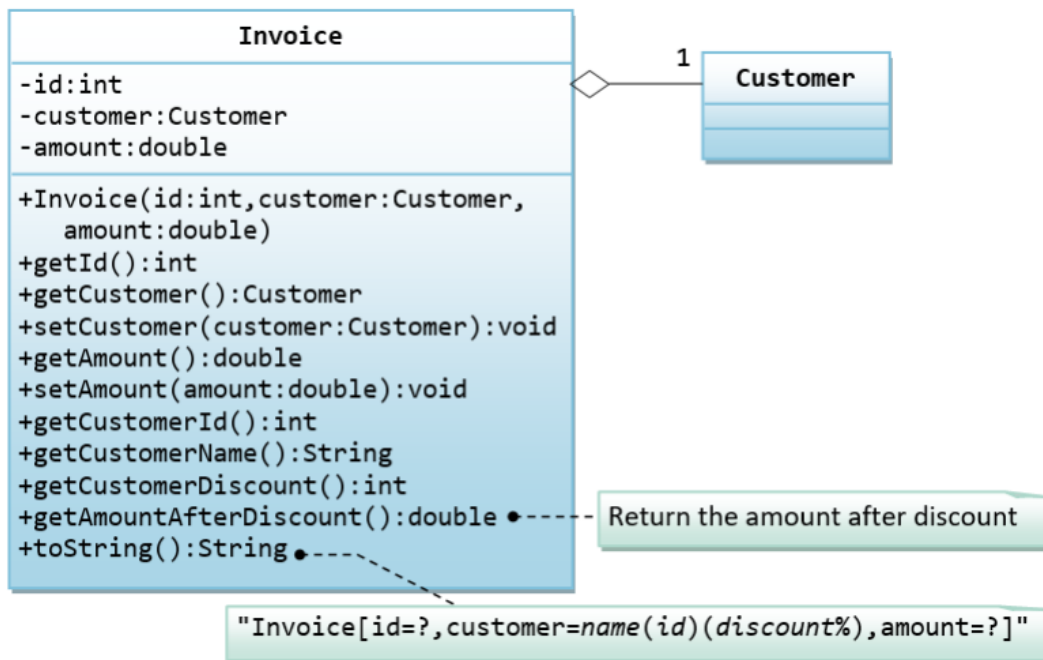 Invoice
-id:int
-customer:Customer
-amount:double
+Invoice(id:int,customer:Customer,
amount:double)
+getId():int
+getCustomer():Customer
+setCustomer(customer:Customer):void
+getAmount():double
+setAmount(amount:double):void
+getCustomerId():int
+getCustomerName():String
+getCustomerDiscount():int
+getAmountAfterDiscount():double
+toString():String
1
Customer
Return the amount after discount
"Invoice[id=?,customer=name(id)(discount%),amount=?]"